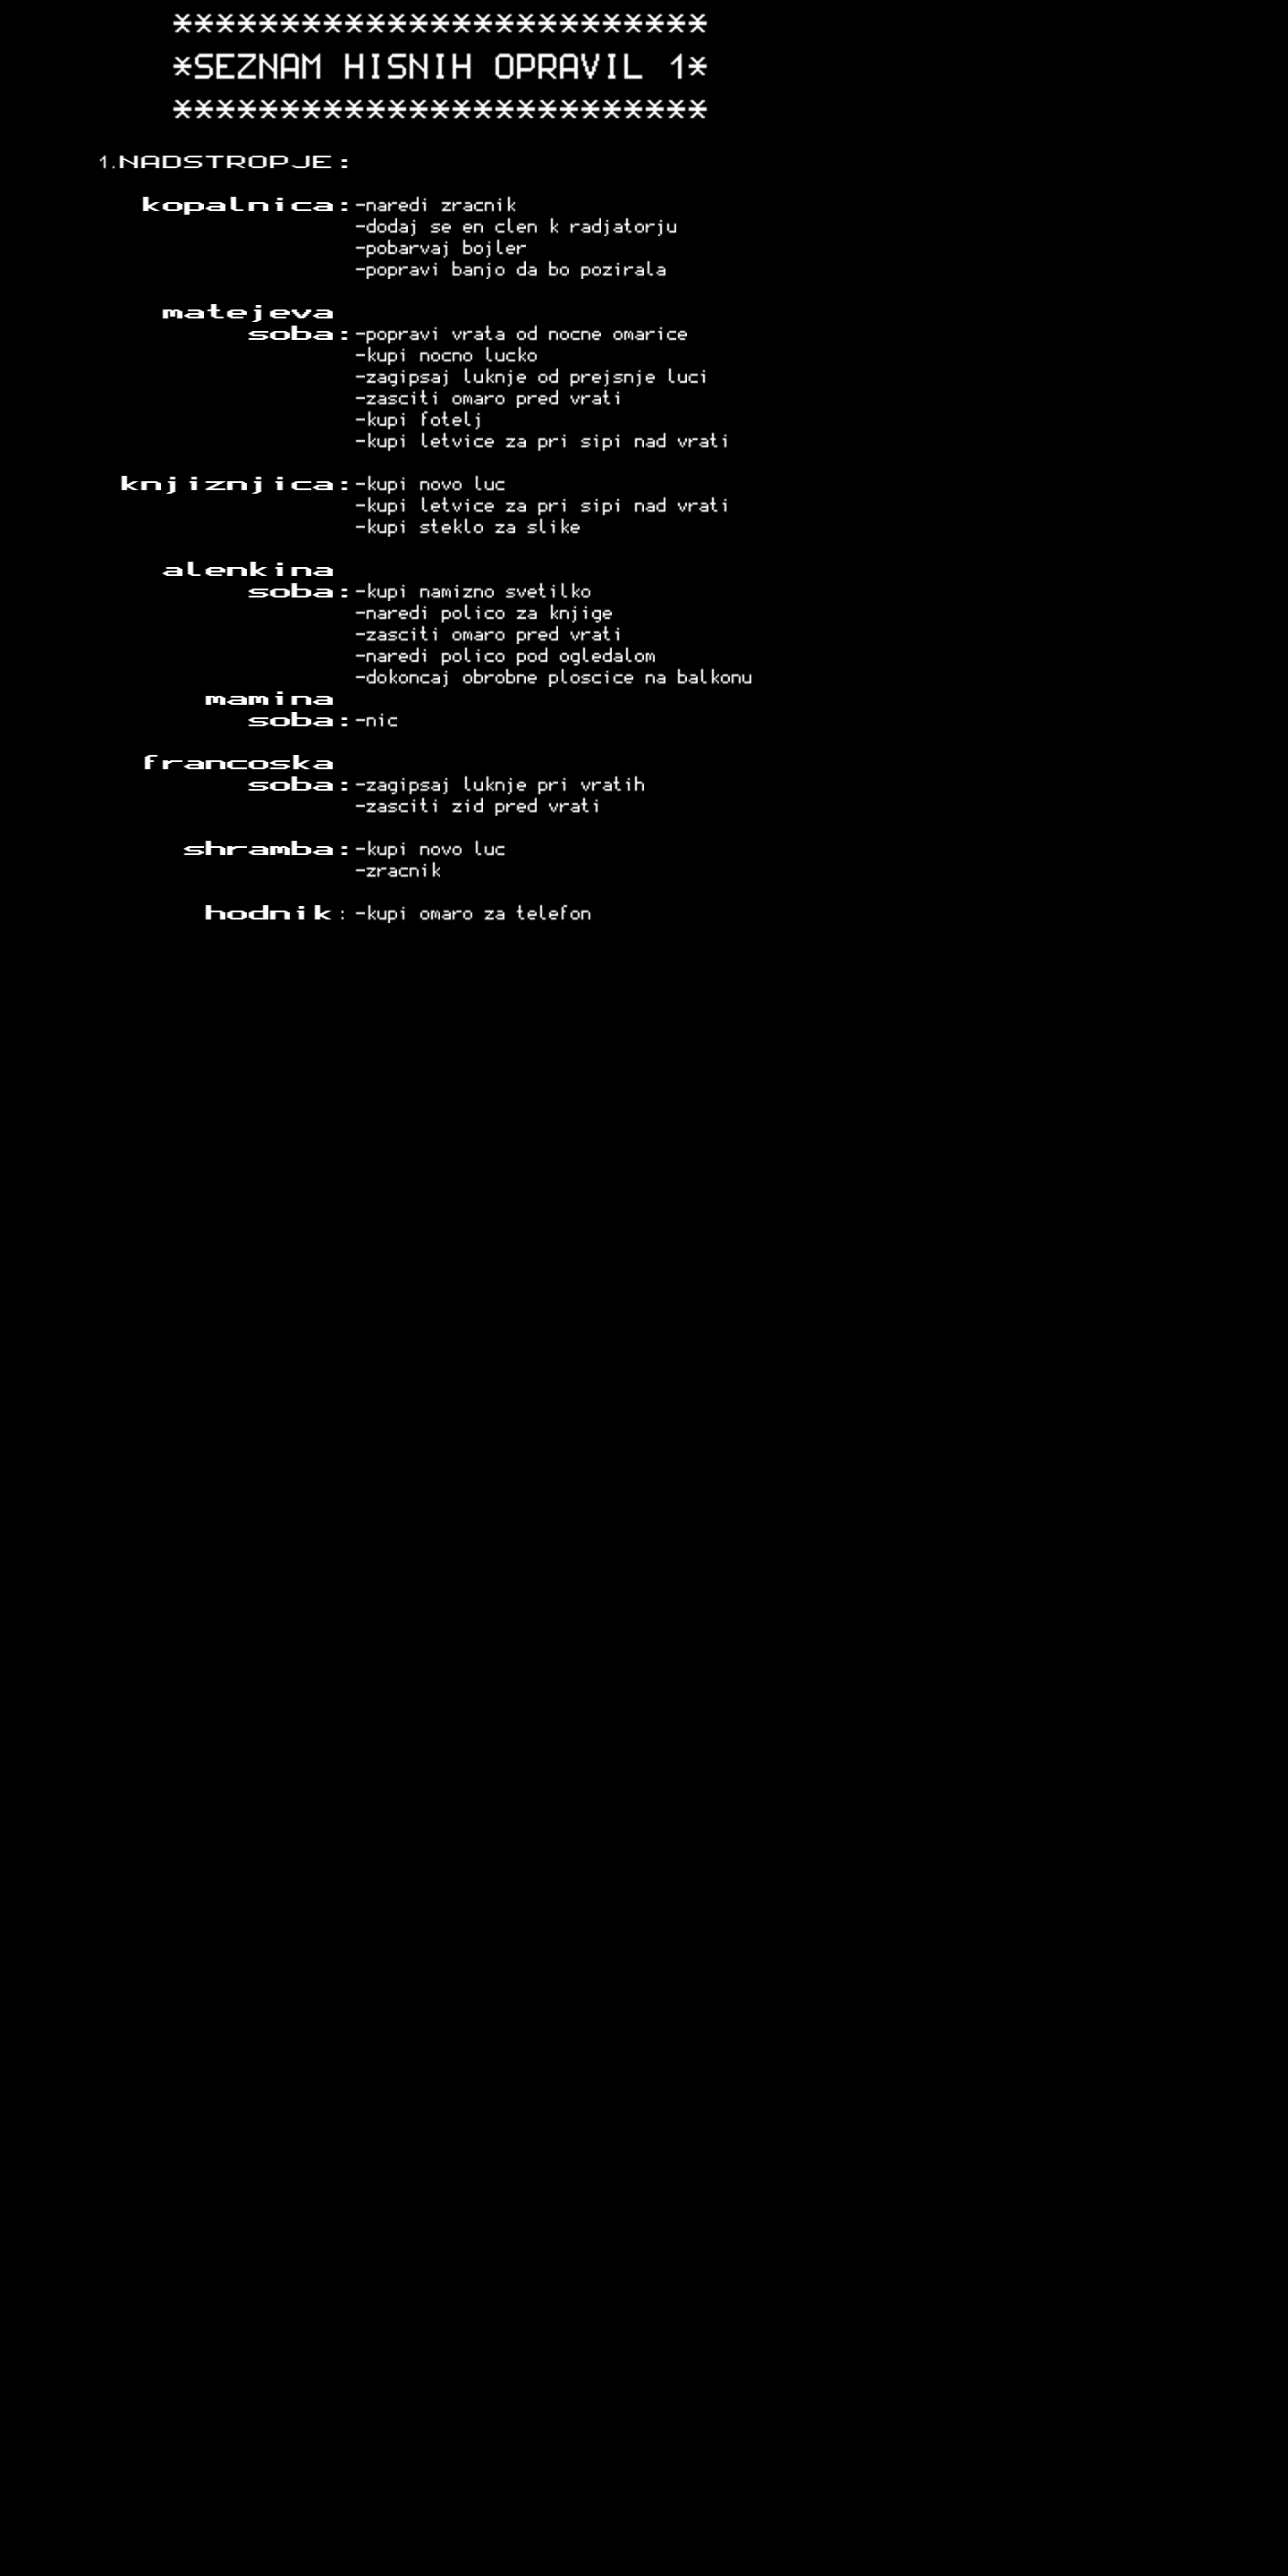 *************************
*SEZNAM HISNIH OPRAVIL 1*
*************************
1.NADSTROPJE:
kopalnica:-naredi zracnik
-dodaj se en clen k radjatorju
-pobarvaj bojler
-popravi banjo da bo pozirala
matejeva
soba:-popravi vrata od nocne omarice
-kupi nocno lucko
-zagipsaj luknje od prejsnje luci
-zasciti omaro pred vrati
-kupi fotelj
-kupi letvice za pri sipi nad vrati
knjiznjica:-kupi novo luc
-kupi letvice za pri sipi nad vrati
-kupi steklo za slike
alenkina
soba:-kupi namizno svetilko
-naredi polico za knjige
-zasciti omaro pred vrati
-naredi polico pod ogledalom
-dokoncaj obrobne ploscice na balkonu
mamina
soba:-nic
francoska
soba:-zagipsaj luknje pri vratih
-zasciti zid pred vrati
shramba:-kupi novo luc
-zracnik
hodnik:-kupi omaro za telefon